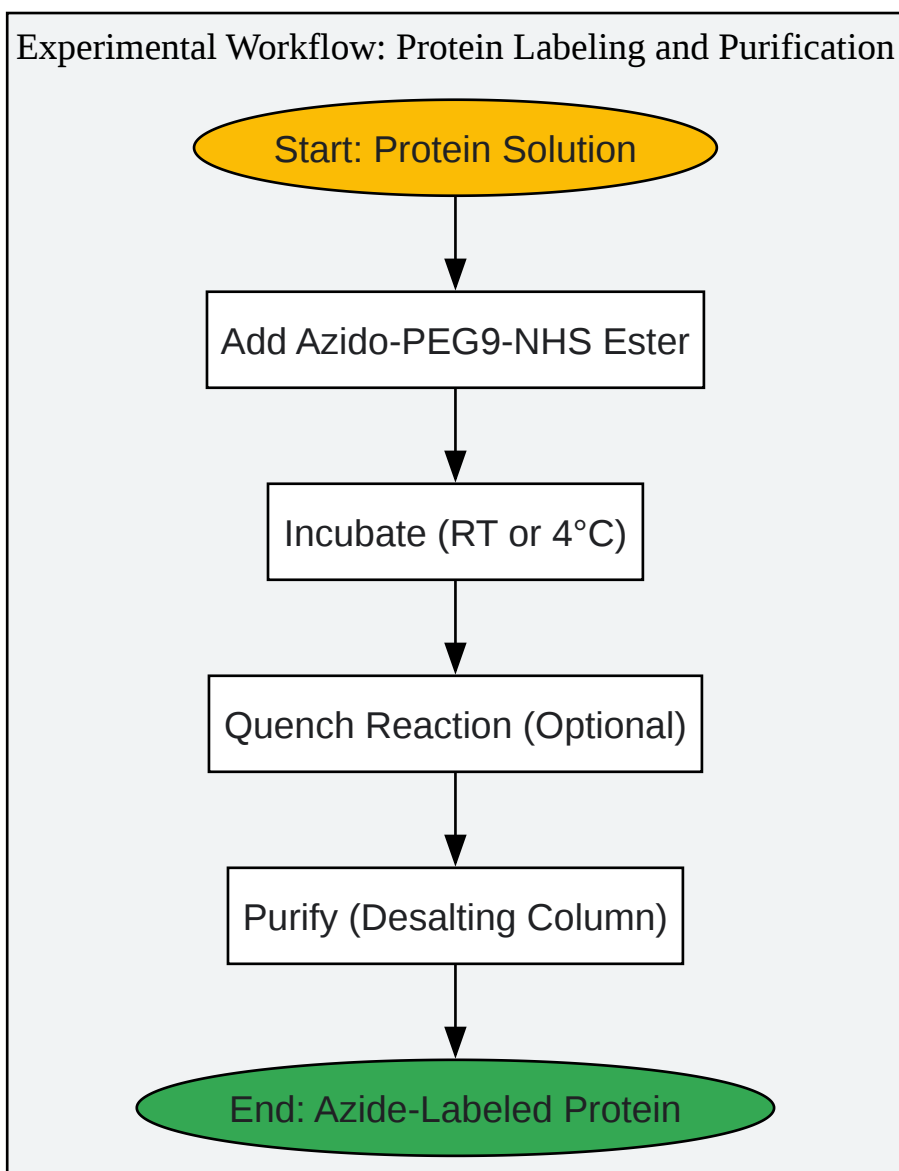 Experimental Workflow: Protein Labeling and Purification
Start: Protein Solution
Add Azido-PEG9-NHS Ester
Incubate (RT or 4°C)
Quench Reaction (Optional)
Purify (Desalting Column)
End: Azide-Labeled Protein